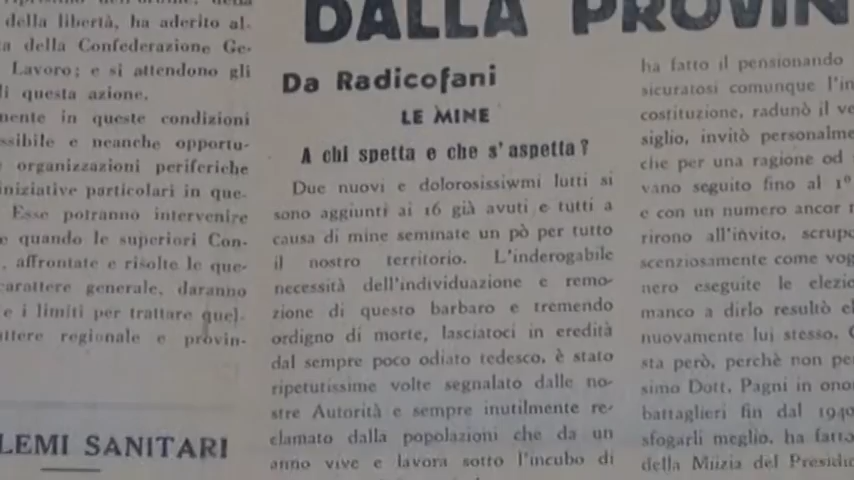 della libertà, ha aderito al-
della Confederazione Ge-
Lavoro; e si attendono gli
di questa azione.
in queste condizioni
e neanche opportu-
organizzazioni periferiche
iniziative particolari in que-
Esse potranno intervenire
quando le superiori Con-
affrontate e risolte le que-
carattere generale, daranno
e i limiti per trattare quel-
regionale e provin-
SANITARI
DALLA PROVIN
Da Radicofani
LE MINE
A chi spetta e che s'aspetta?
Due nuovi e dolorosissiwmi lutti si
sono aggiunti ai 16 già avuti e tutti a
causa di mine seminate un pò per tutto
il nostro territorio. L'inderogabile
necessità dell'individuazione e remo-
zione di questo barbaro e tremendo
ordigno di morte, lasciatoci in eredità
dal sempre poco odiato tedesco, è stato
ripetutissime volte segnalato dalle no-
stre Autorità e sempre inutilmente re-
clamato dalla popolazioni che da un
anno vive e lavora sotto l'incubo di
ha fatto il pensionando
sicuratosi comunque l'in
costituzione, radunò il ve
siglio, invitò personalme
che per una ragione od
vano seguito fino al 1º
e con un numero ancor
rirono all'invito, scrupo
scenziosamente come vog
nero eseguite le elezio
manco a dirlo resultò el
nuovamente lui stesso.
sta però, perchè non pe
simo Dott. Pagni in ono
battaglieri fin dal 1940
sfogarli meglio, ha fatto
della Miizia del Presidio